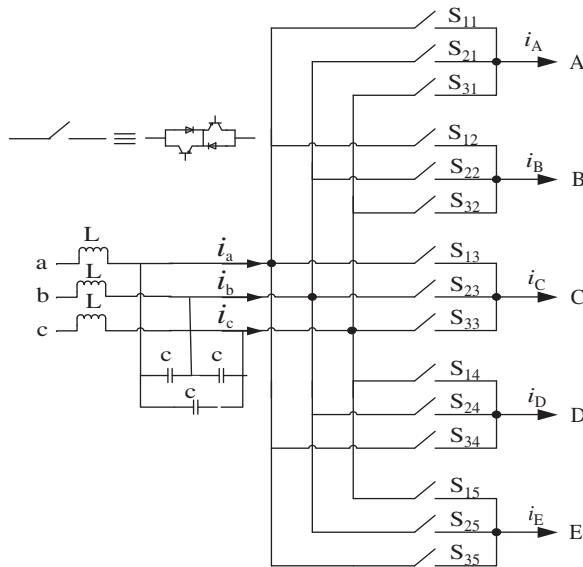 S11
iA
A
S21
S31
S12
iB
B
S22
S32
L
a
ia
S13
L
b
ib
S23
iC
C
L
c
ic
S33
c
c
c
S14
S24
iD
D
S34
S15
S25
iE
E
S35